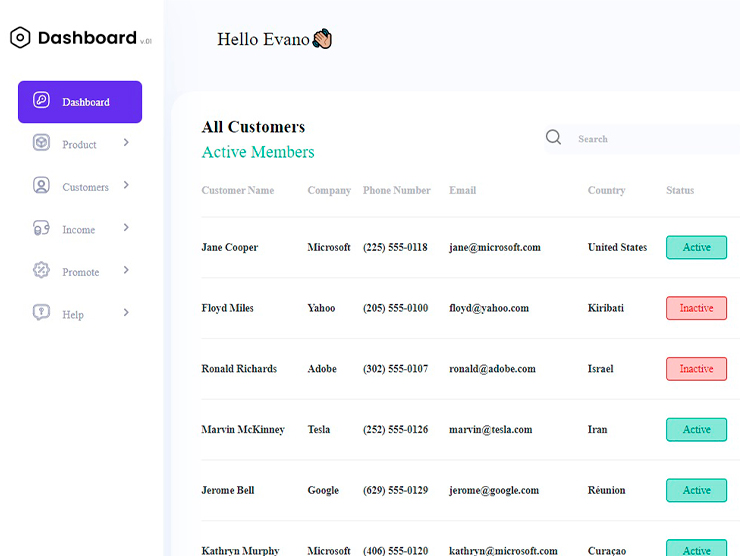 Dashboard v.01
Hello Evano
Dashboard
Product
Customers
Income
Promote
Help
All Customers
Active Members
Search
Customer Name Company Phone Number Email Country Status
Jane Cooper Microsoft (225) 555-0118 jane@microsoft.com United States Active
Floyd Miles Yahoo (205) 555-0100 floyd@yahoo.com Kiribati Inactive
Ronald Richards Adobe (302) 555-0107 ronald@adobe.com Israel Inactive
Marvin McKinney Tesla (252) 555-0126 marvin@tesla.com Iran Active
Jerome Bell Google (629) 555-0129 jerome@google.com Réunion Active
Kathryn Murphy Microsoft (406) 555-0120 kathryn@microsoft.com Curaçao Active